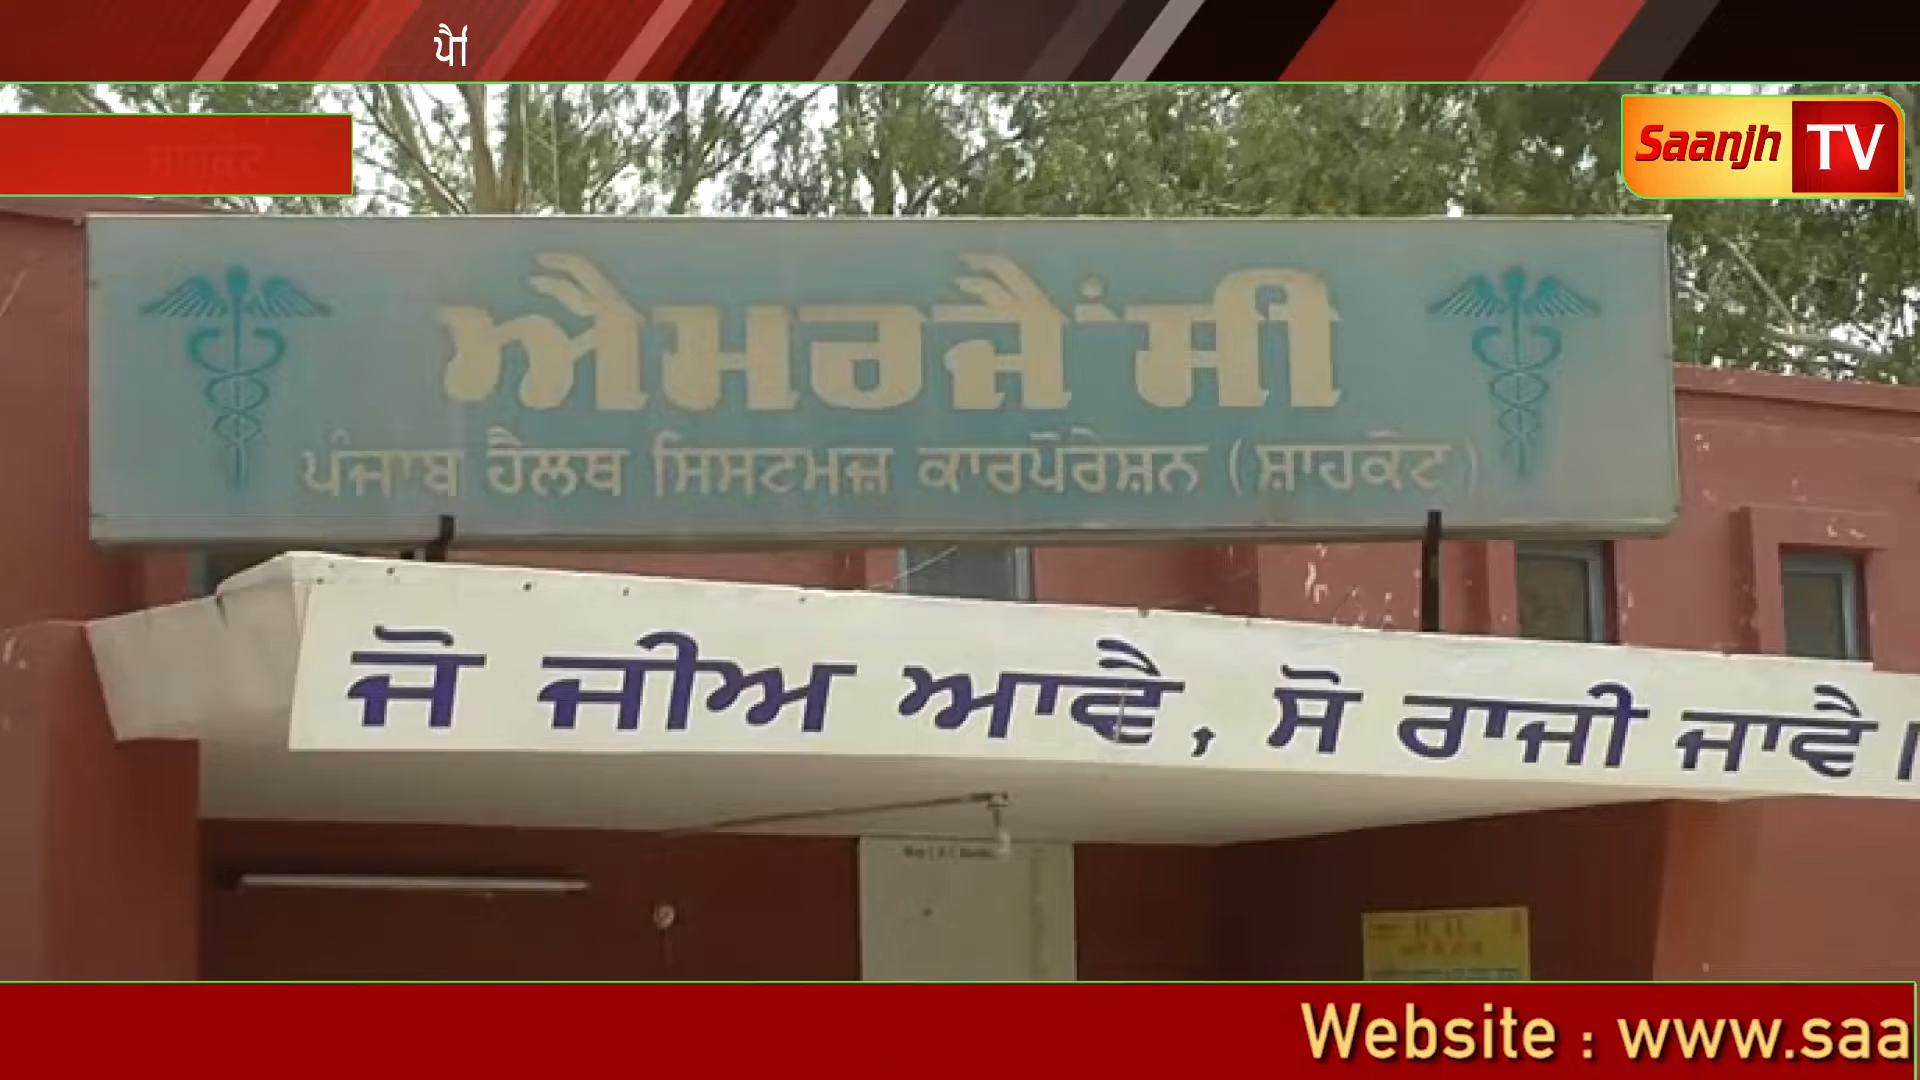 ਪੈ
Saanjh TV
ਐਮਰਜੈਂਸੀ
ਪੰਜਾਬ ਹੈਲਥ ਸਿਸਟਮਜ਼ ਕਾਰਪੋਰੇਸ਼ਨ (ਸ਼ਾਹਕੋਟ)
ਜੋ ਜੀਅ ਆਵੈ, ਸੋ ਰਾਜੀ ਜਾਵੈ।
Website : www.saa